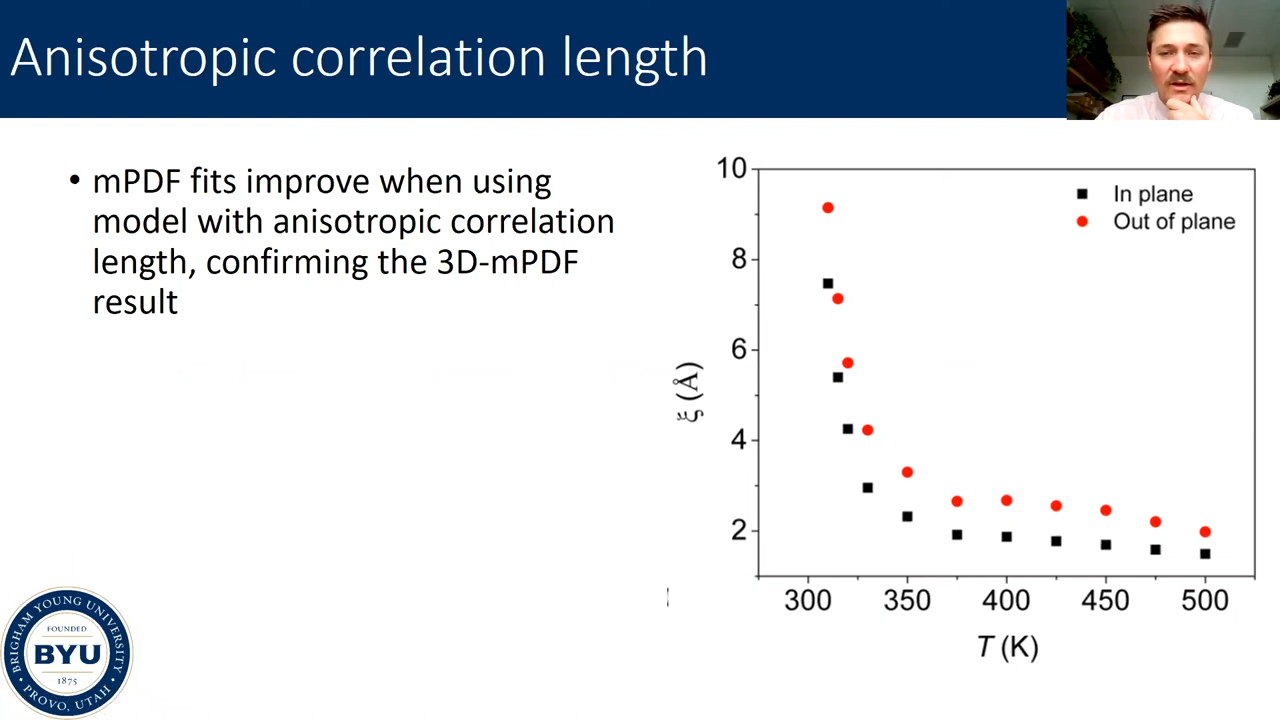 Anisotropic correlation length
• mPDF fits improve when using
model with anisotropic correlation
length, confirming the 3D-mPDF
result
10
8
6
4
2
ξ (Å)
In plane
Out of plane
300
350
400
450
500
T (K)
BRIGHAM YOUNG UNIVERSITY
FOUNDED
BYU
1875
PROVO, UTAH